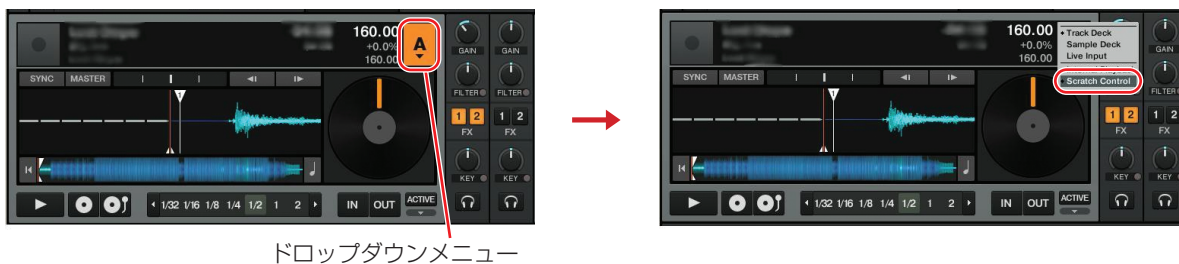 160.00
+0.0%
160.00
A
GAIN
GAIN
SYNC MASTER
FILTER
FILTER
1
1 2
1 2
FX
FX
KEY
KEY
1/32 1/16 1/8 1/4 1/2 1 2
IN OUT
ACTIVE
ドロップダウンメニュー
160.00
+0.0%
160.00
Track Deck
Sample Deck
Live Input
Scratch Control
GAIN
SYNC MASTER
FILTER
1
1 2
1 2
FX
FX
KEY
KEY
1/32 1/16 1/8 1/4 1/2 1 2
IN OUT
ACTIVE